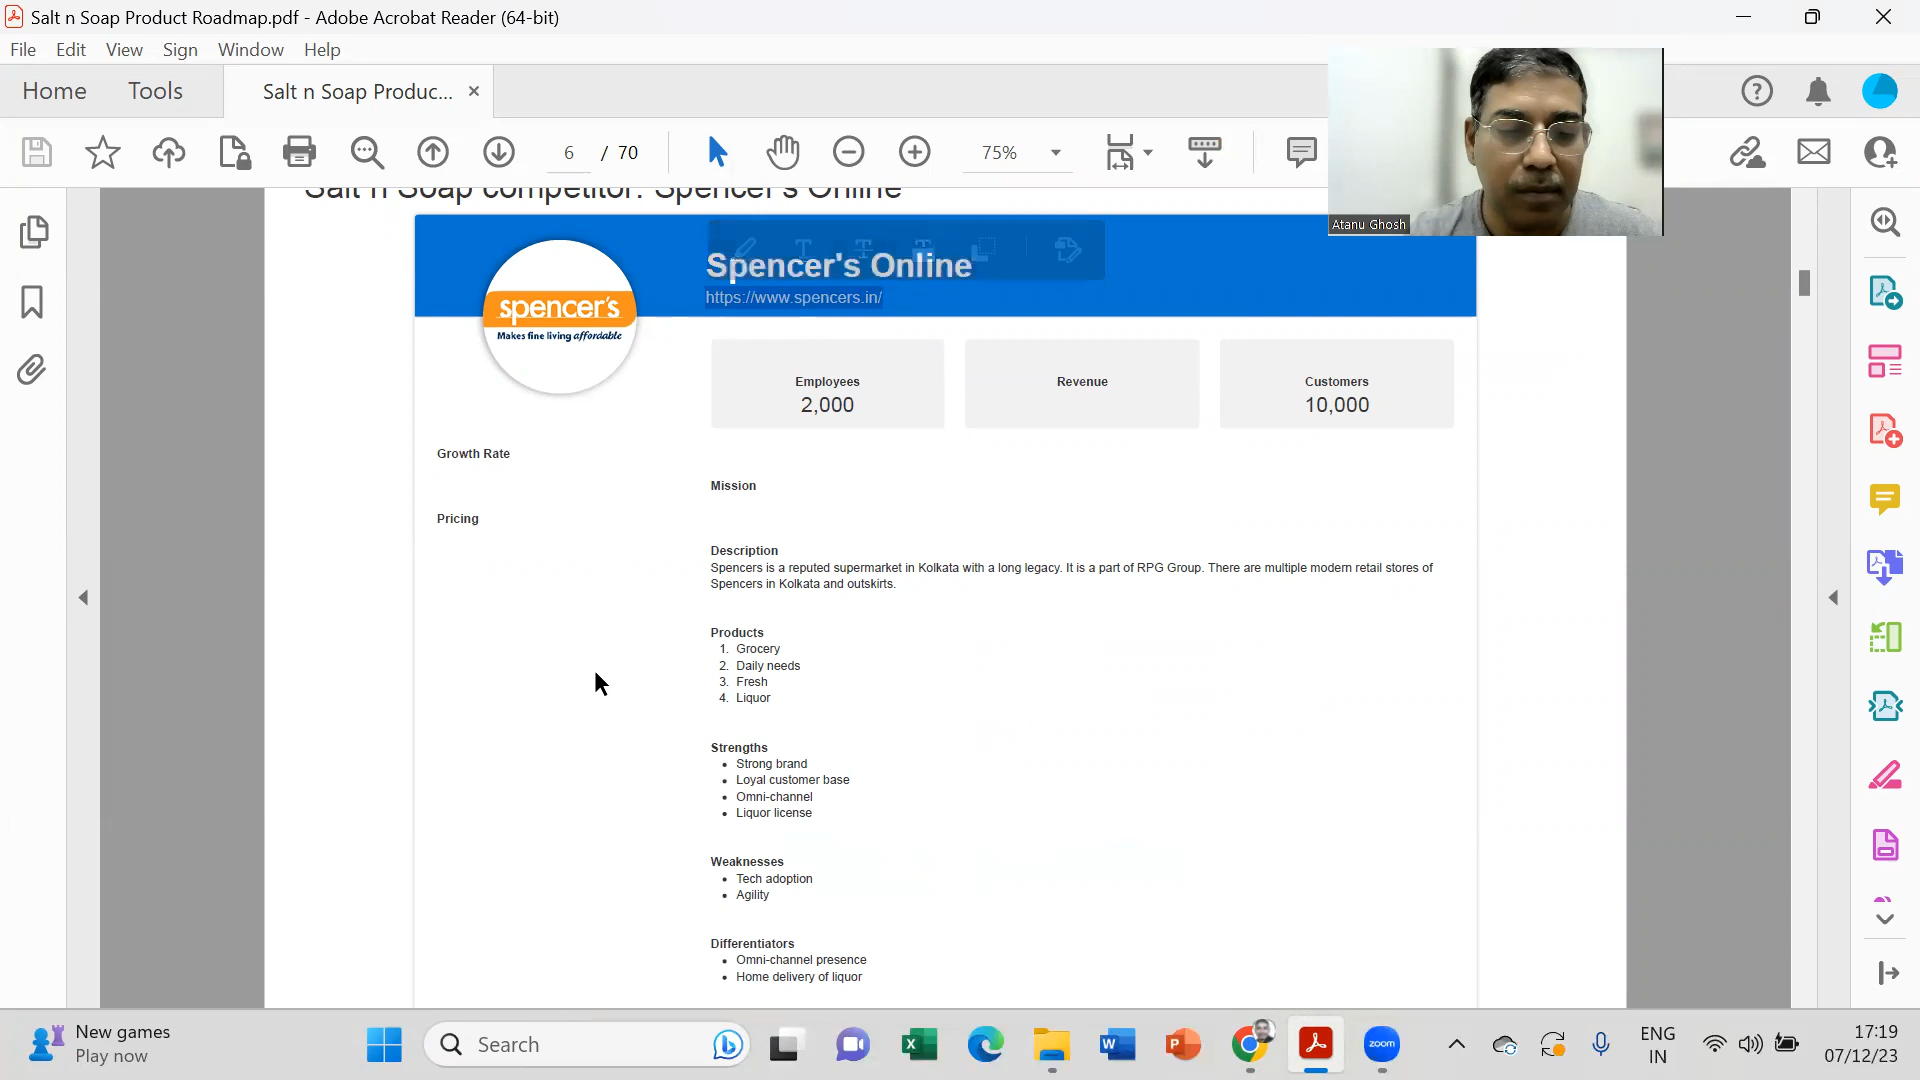 Salt n Soap Product Roadmap.pdf - Adobe Acrobat Reader (64-bit)
File Edit View Sign Window Help
Home Tools Salt n Soap Produc... ×
6 / 70 75%
Atanu Ghosh
Salt n Soap competitor: Spencer's Online
Spencer's Online
https://www.spencers.in/
spencer's
Makes fine living affordable
Employees
2,000
Revenue
Customers
10,000
Growth Rate
Mission
Pricing
Description
Spencers is a reputed supermarket in Kolkata with a long legacy. It is a part of RPG Group. There are multiple modern retail stores of
Spencers in Kolkata and outskirts.
Products
1. Grocery
2. Daily needs
3. Fresh
4. Liquor
Strengths
• Strong brand
• Loyal customer base
• Omni-channel
• Liquor license
Weaknesses
• Tech adoption
• Agility
Differentiators
• Omni-channel presence
• Home delivery of liquor
New games
Play now
Search
zoom
ENG
IN
17:19
07/12/23